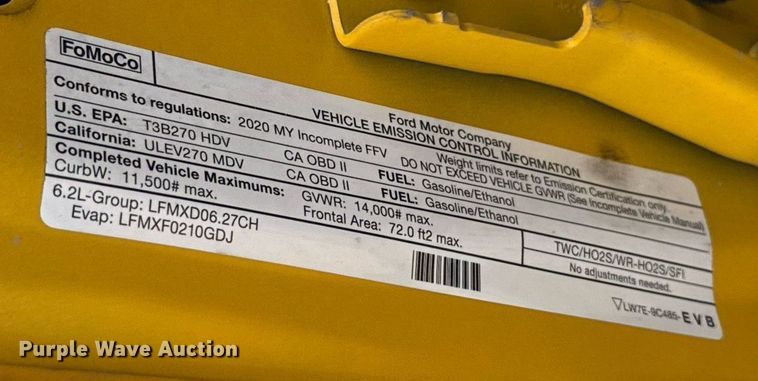 FoMoCo
Ford Motor Company
VEHICLE EMISSION CONTROL INFORMATION
Conforms to regulations: 2020 MY Incomplete FFV Weight limits refer to Emission Certification only.
DO NOT EXCEED VEHICLE GVWR (See Incomplete Vehicle Manual)
U.S. EPA: T3B270 HDV CA OBD II FUEL: Gasoline/Ethanol
California: ULEV270 MDV CA OBD II FUEL: Gasoline/Ethanol
Completed Vehicle Maximums: GVWR: 14,000# max.
CurbW: 11,500# max. Frontal Area: 72.0 ft2 max.
6.2L-Group: LFMXD06.27CH TWC/HO2S/WR-HO2S/SFI
Evap: LFMXF0210GDJ No adjustments needed.
LW7E-9C485-EVB
Purple Wave Auction